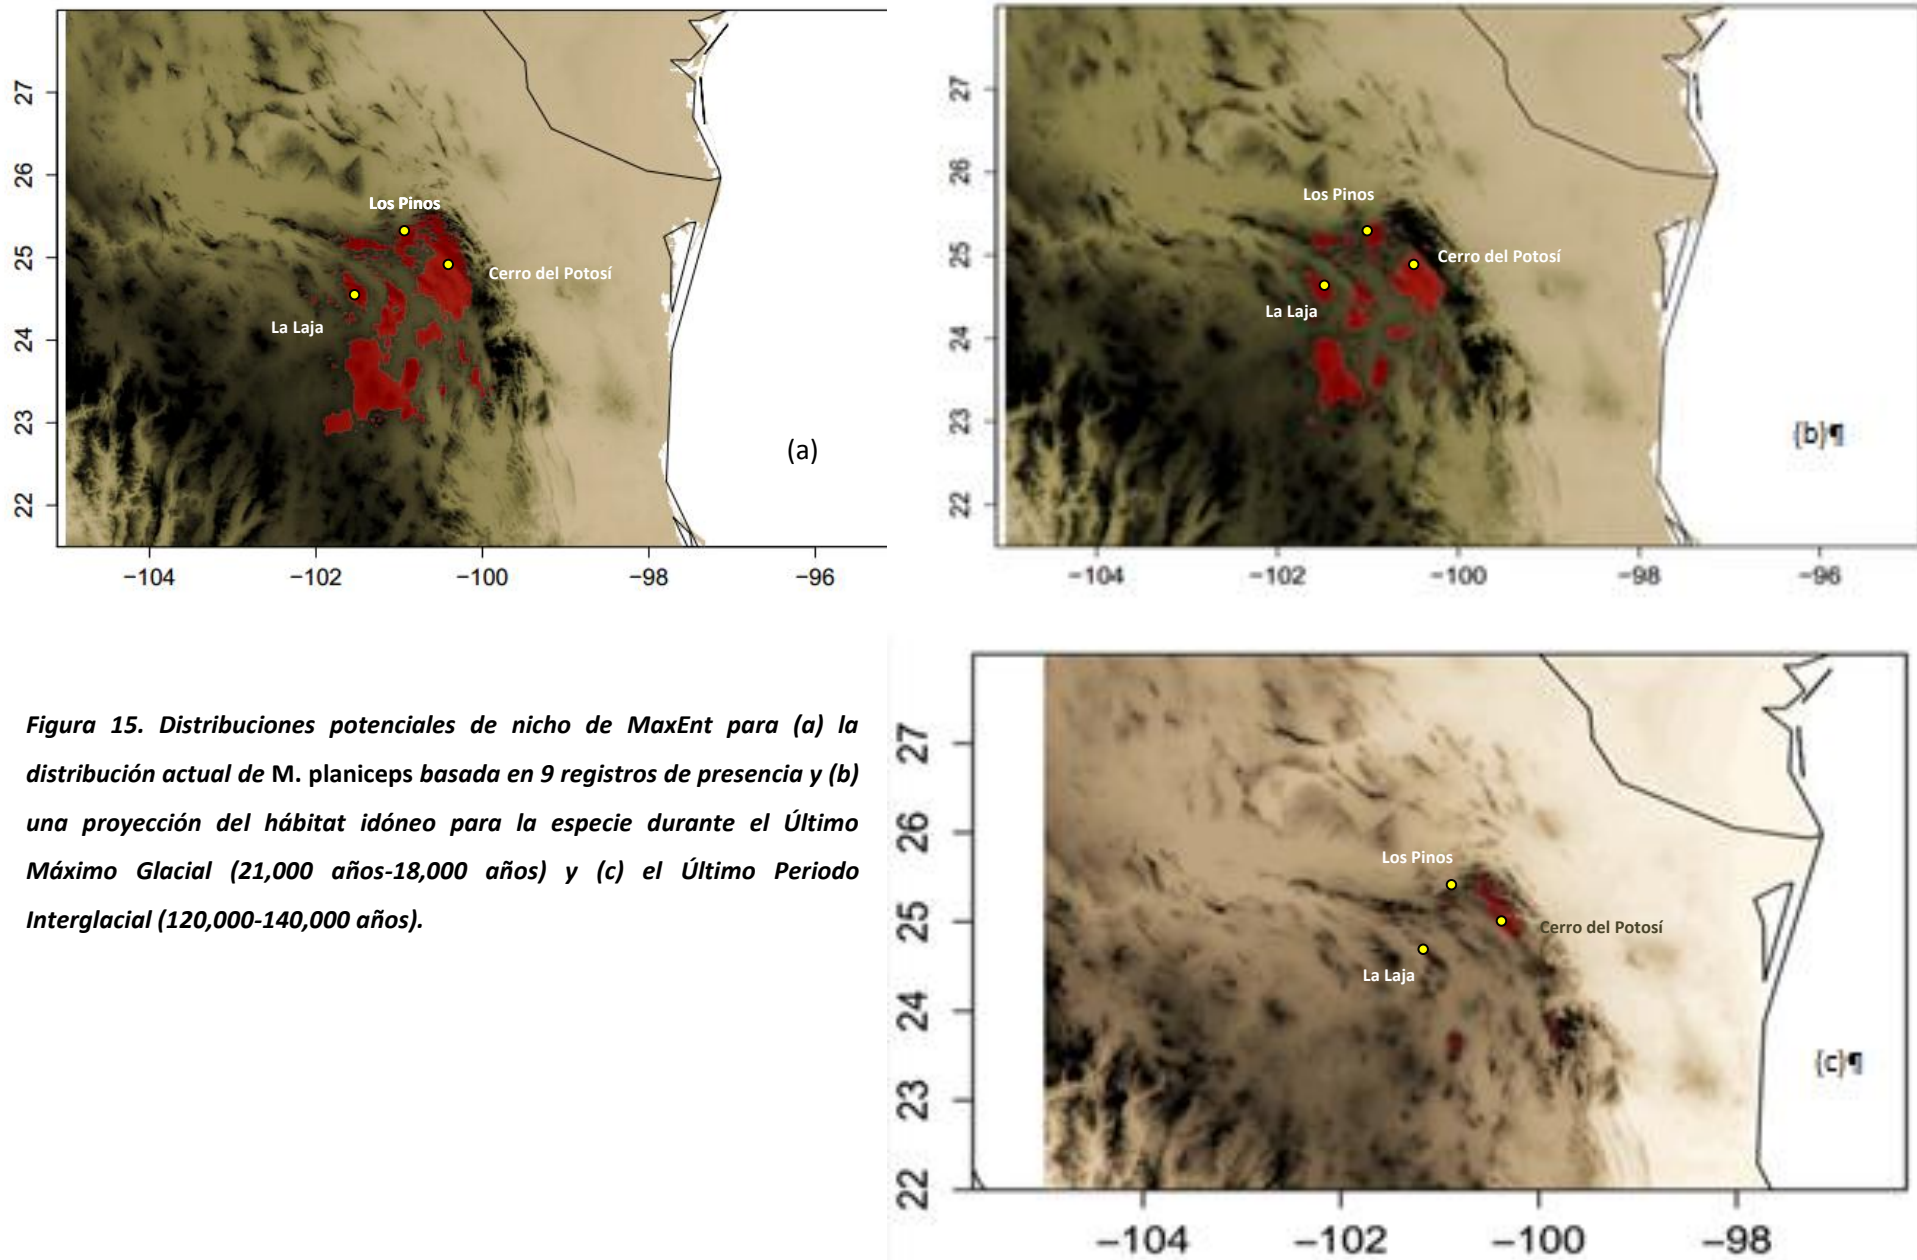 27
26
25
24
23
22
Los Pinos
Cerro del Potosí
La Laja
(a)
−104
−102
−100
−98
−96
27
26
25
24
23
22
Los Pinos
Cerro del Potosí
La Laja
{b}¶
−104
−102
−100
−98
−96
Figura 15. Distribuciones potenciales de nicho de MaxEnt para (a) la
distribución actual de M. planiceps basada en 9 registros de presencia y (b)
una proyección del hábitat idóneo para la especie durante el Último
Máximo Glacial (21,000 años-18,000 años) y (c) el Último Periodo
Interglacial (120,000-140,000 años).
27
26
25
24
23
22
Los Pinos
Cerro del Potosí
La Laja
{c}¶
−104
−102
−100
−98